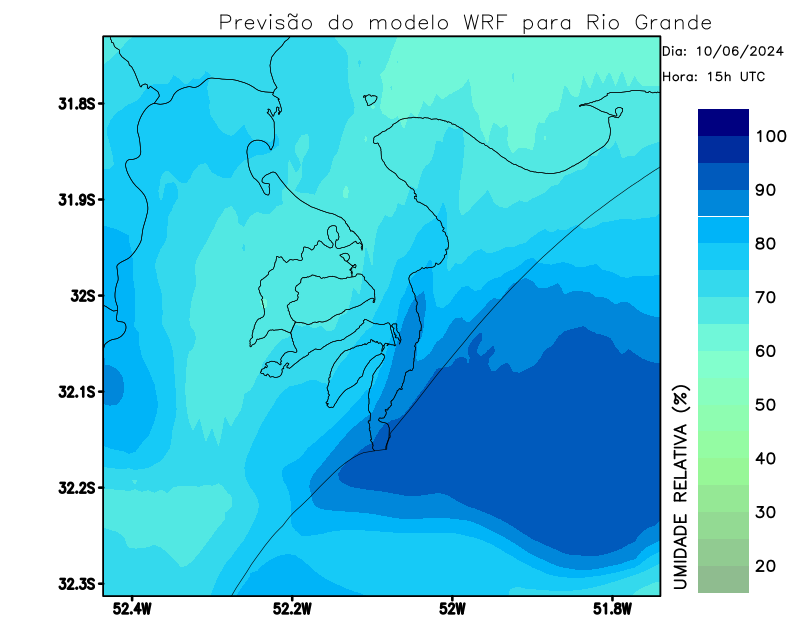 Previsão do modelo WRF para Rio Grande
Dia: 10/06/2024
Hora: 15h UTC
31.8S
31.9S
32S
32.1S
32.2S
32.3S
52.4W
52.2W
52W
51.8W
100
90
80
70
60
50
40
30
20
UMIDADE RELATIVA (%)